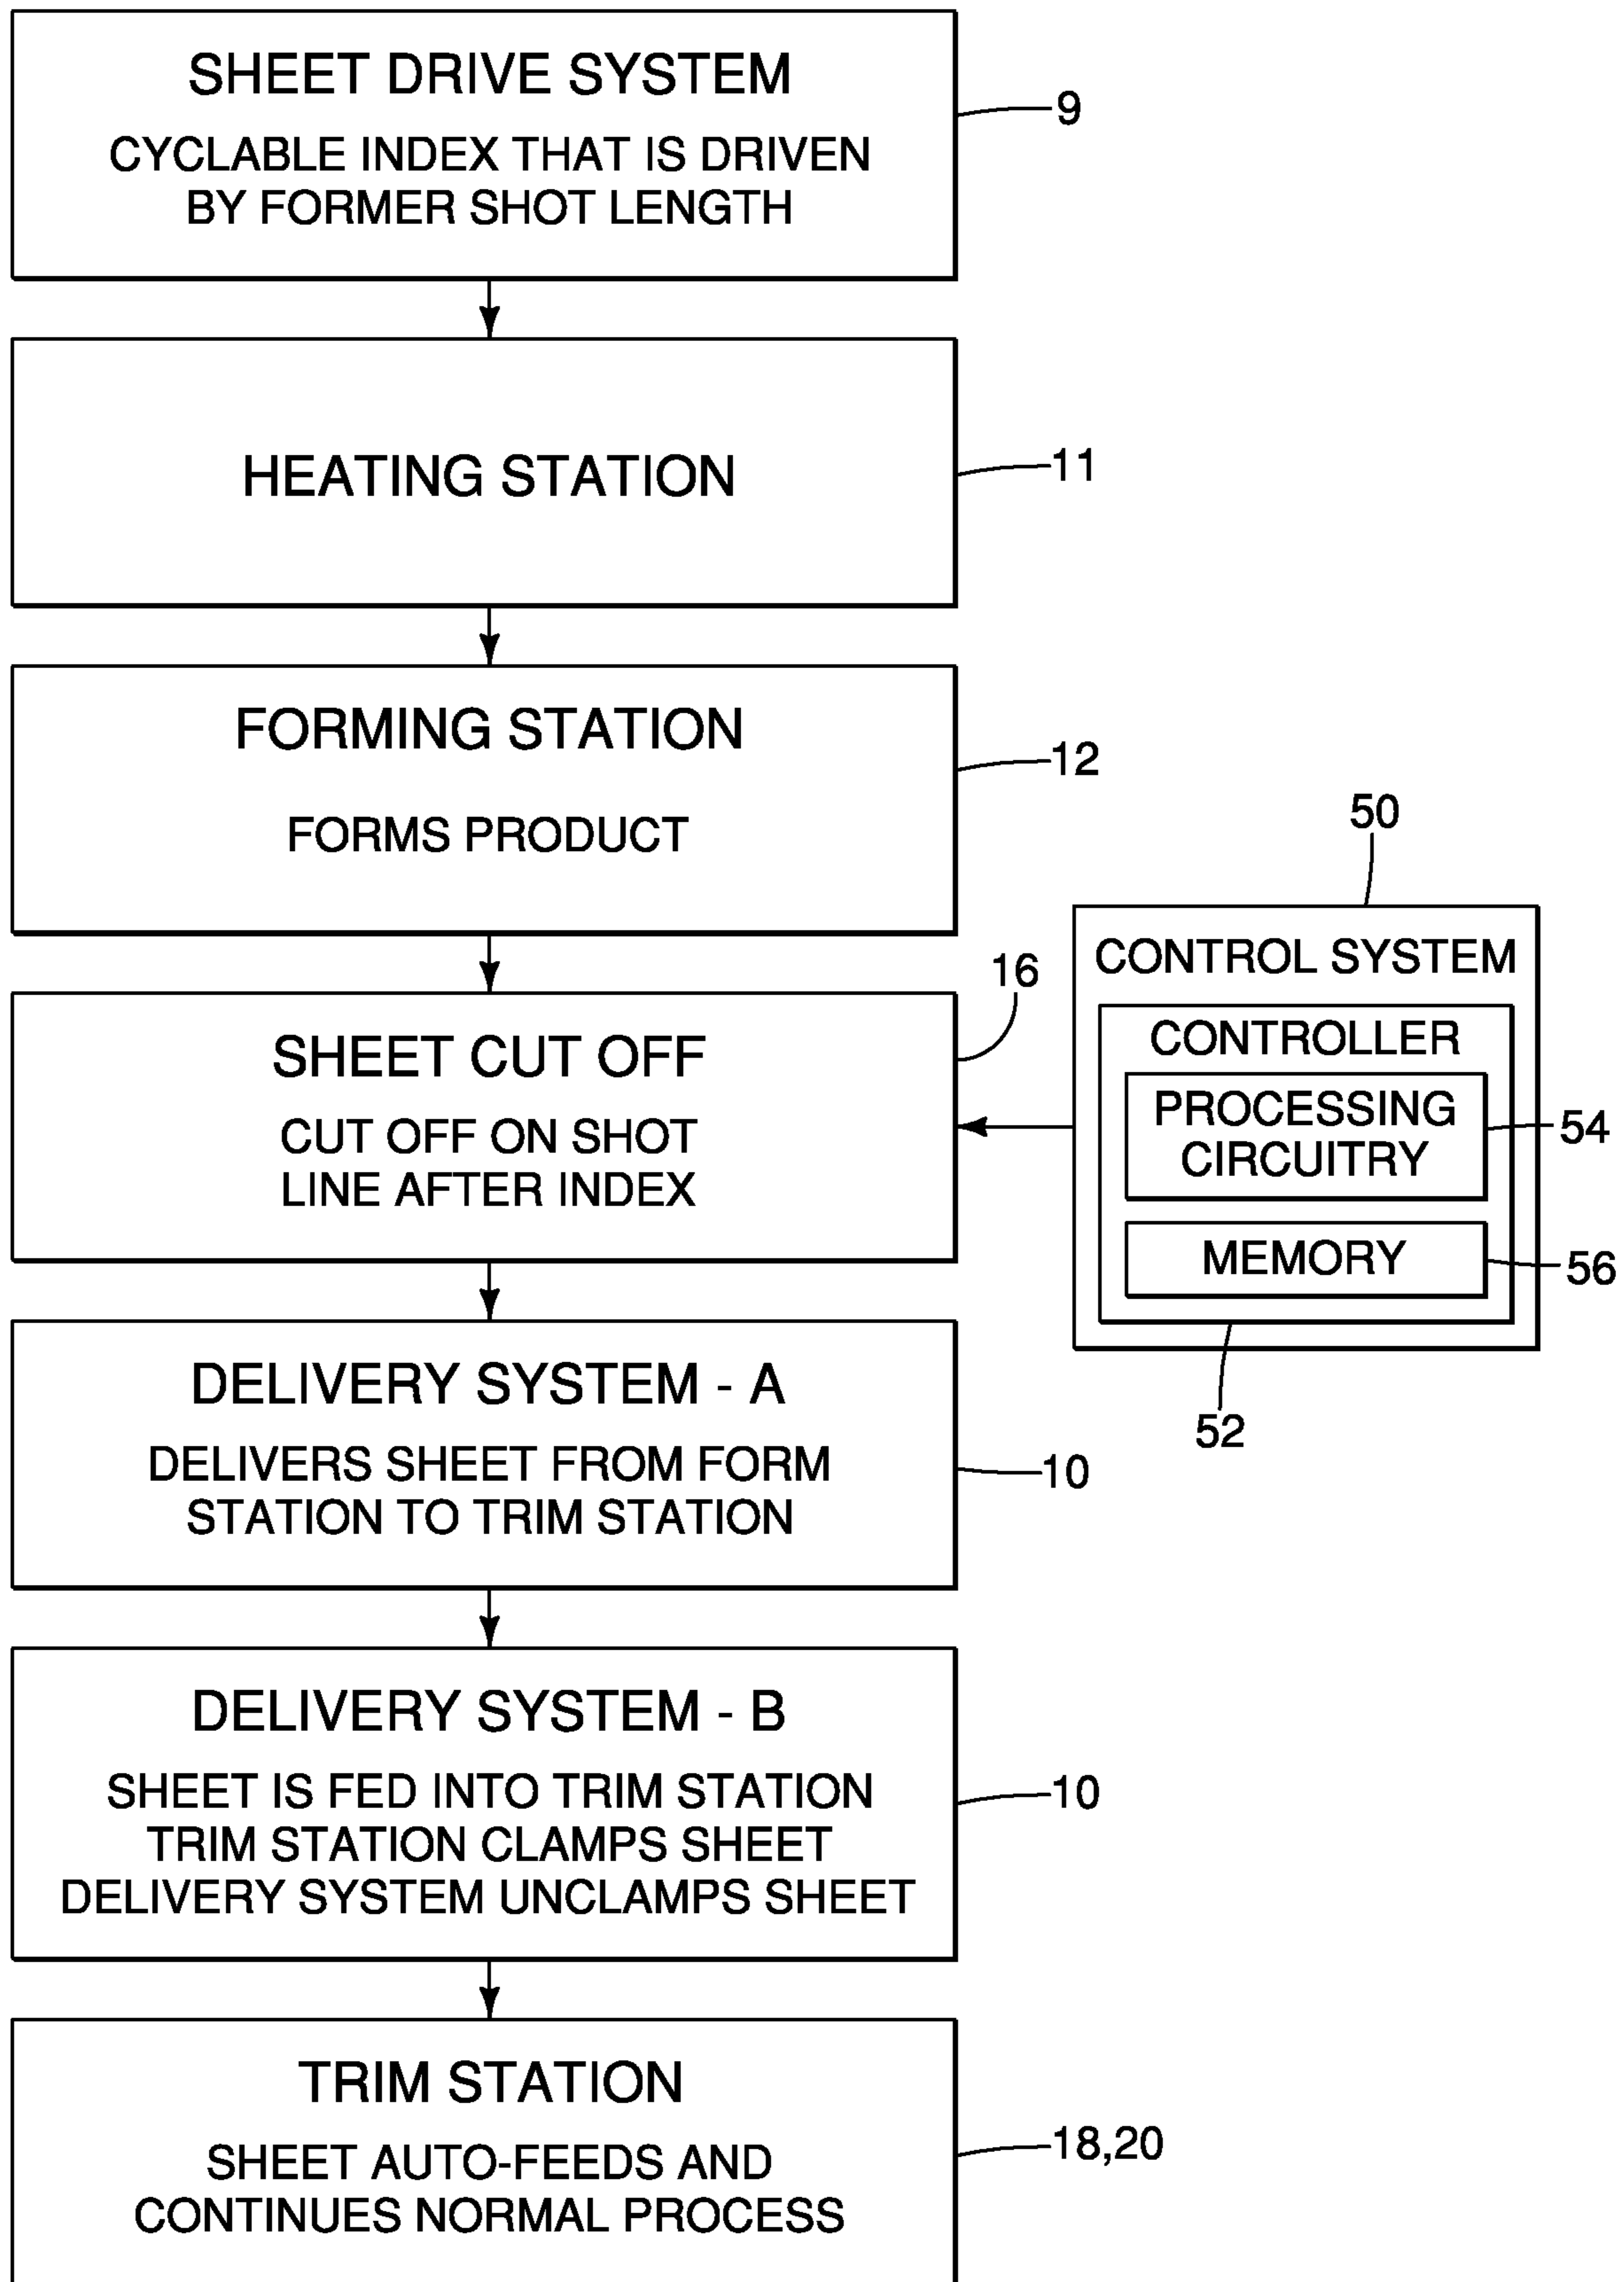 SHEET DRIVE SYSTEM
CYCLABLE INDEX THAT IS DRIVEN
BY FORMER SHOT LENGTH
9
HEATING STATION
11
FORMING STATION
FORMS PRODUCT
12
SHEET CUT OFF
CUT OFF ON SHOT
LINE AFTER INDEX
16
50
CONTROL SYSTEM
CONTROLLER
PROCESSING
CIRCUITRY
54
MEMORY
56
52
DELIVERY SYSTEM - A
DELIVERS SHEET FROM FORM
STATION TO TRIM STATION
10
DELIVERY SYSTEM - B
SHEET IS FED INTO TRIM STATION
TRIM STATION CLAMPS SHEET
DELIVERY SYSTEM UNCLAMPS SHEET
10
TRIM STATION
SHEET AUTO-FEEDS AND
CONTINUES NORMAL PROCESS
18,20